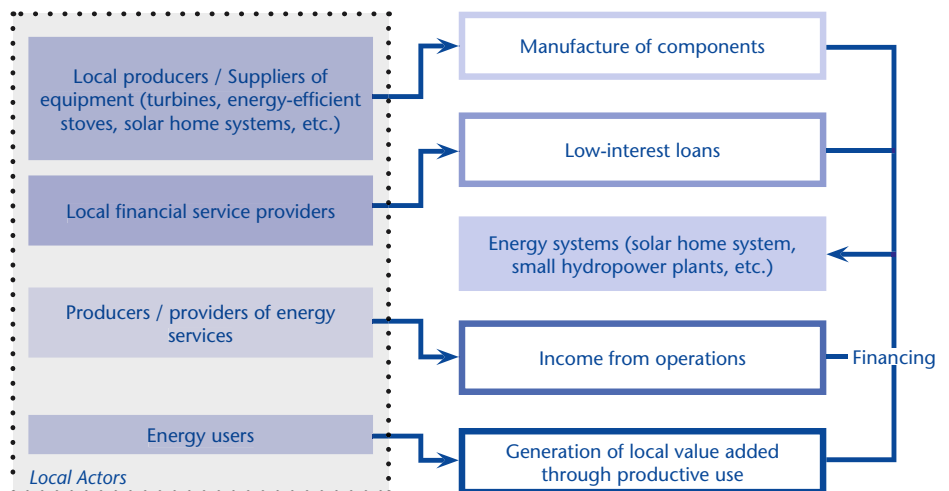 Local producers / Suppliers of
equipment (turbines, energy-efficient
stoves, solar home systems, etc.)
Local financial service providers
Producers / providers of energy
services
Energy users
Local Actors
Manufacture of components
Low-interest loans
Energy systems (solar home system,
small hydropower plants, etc.)
Income from operations
Financing
Generation of local value added
through productive use